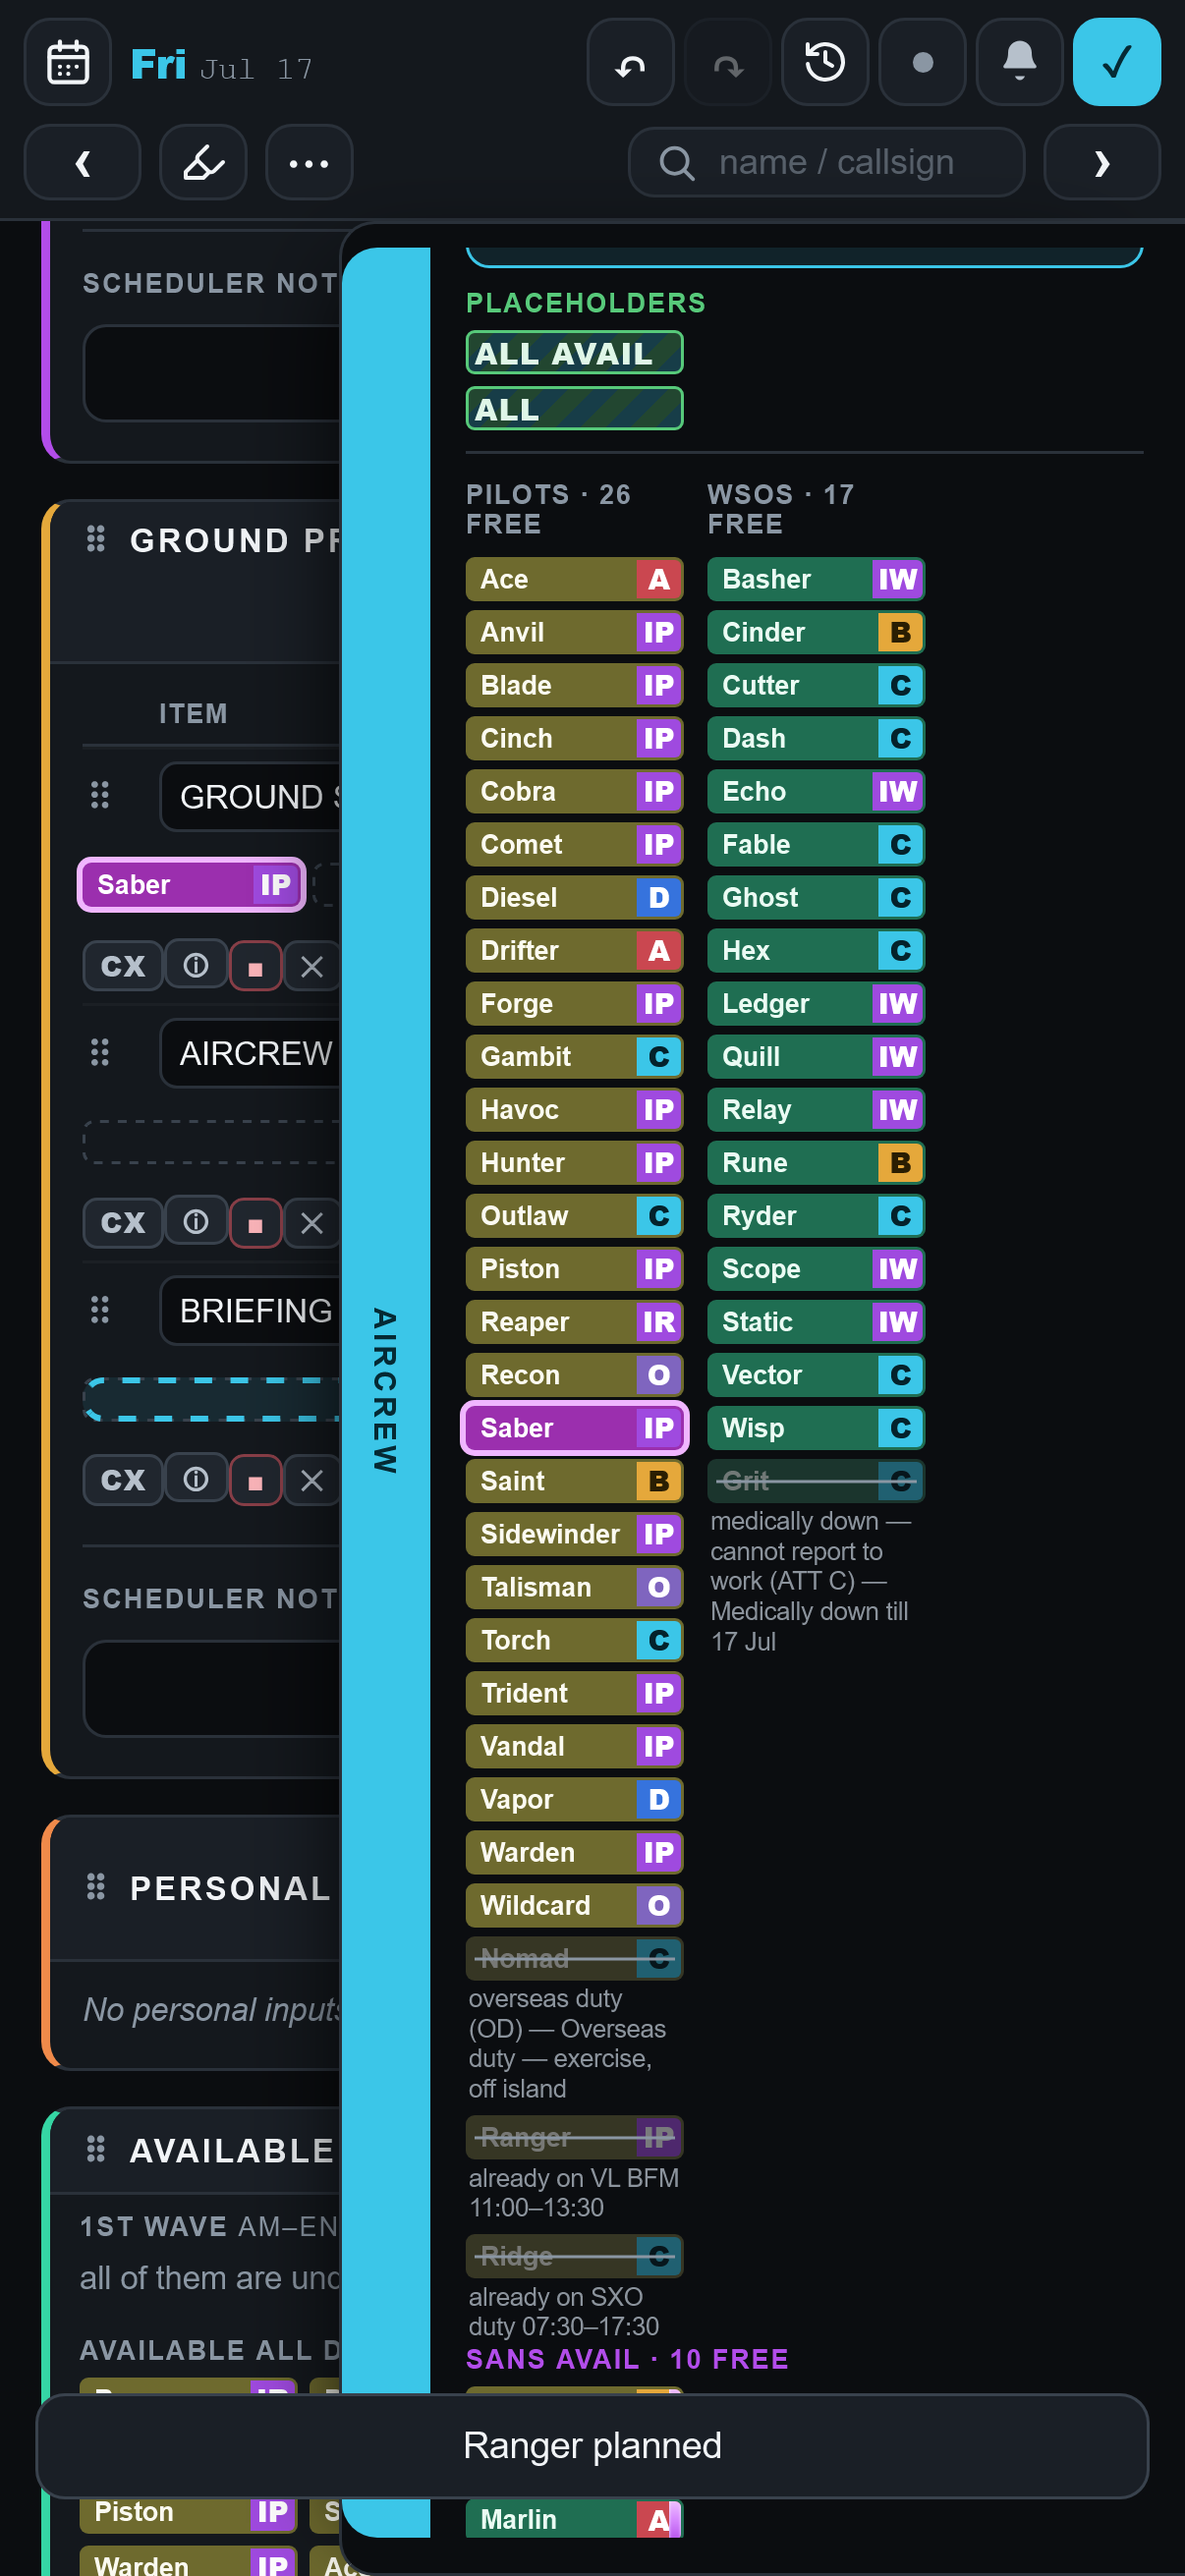 Fri Jul 17
name / callsign
SCHEDULER NOT
PLACEHOLDERS
ALL AVAIL
ALL
GROUND PR
ITEM
GROUND S
Saber IP
CX
AIRCREW
CX
BRIEFING
CX
SCHEDULER NOT
PERSONAL
No personal inputs
AVAILABLE
1ST WAVE AM–EN
all of them are und
AVAILABLE ALL D
Piston IP
Warden IP
AIRCREW
PILOTS · 26 FREE
Ace A
Anvil IP
Blade IP
Cinch IP
Cobra IP
Comet IP
Diesel D
Drifter A
Forge IP
Gambit C
Havoc IP
Hunter IP
Outlaw C
Piston IP
Reaper IR
Recon O
Saber IP
Saint B
Sidewinder IP
Talisman O
Torch C
Trident IP
Vandal IP
Vapor D
Warden IP
Wildcard O
Nomad C
overseas duty
(OD) — Overseas
duty — exercise,
off island
Ranger IP
already on VL BFM
11:00–13:30
Ridge C
already on SXO
duty 07:30–17:30
WSOS · 17 FREE
Basher IW
Cinder B
Cutter C
Dash C
Echo IW
Fable C
Ghost C
Hex C
Ledger IW
Quill IW
Relay IW
Rune B
Ryder C
Scope IW
Static IW
Vector C
Wisp C
Grit C
medically down —
cannot report to
work (ATT C) —
Medically down till
17 Jul
SANS AVAIL · 10 FREE
Ranger planned
Marlin A